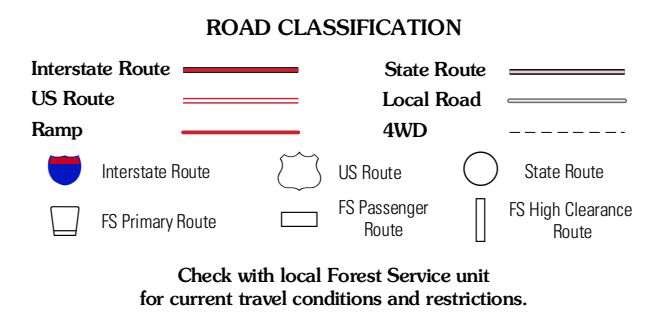 ROAD CLASSIFICATION
Interstate Route
State Route
US Route
Local Road
Ramp
4WD
Interstate Route
US Route
State Route
FS Primary Route
FS Passenger
Route
FS High Clearance
Route
Check with local Forest Service unit
for current travel conditions and restrictions.